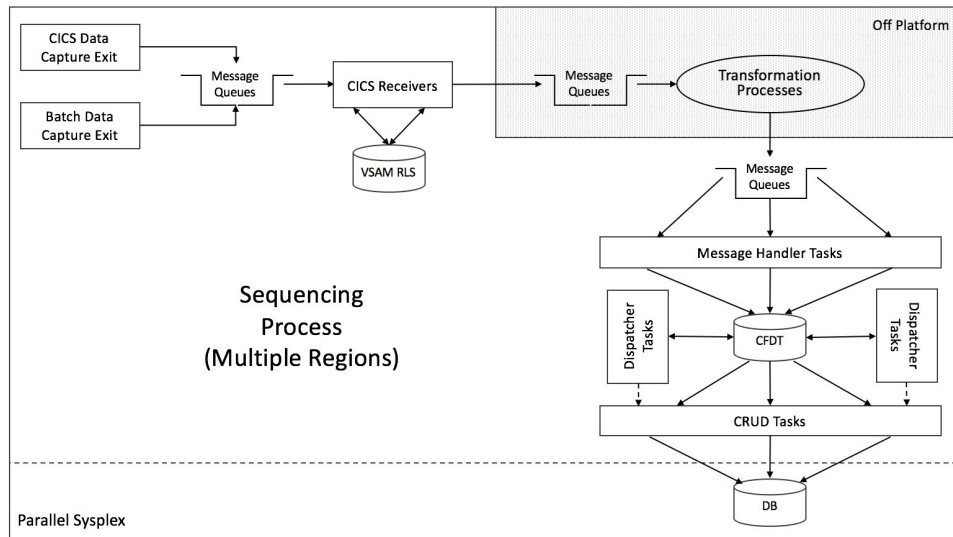 Off Platform
CICS Data
Capture Exit
Batch Data
Capture Exit
Message
Queues
CICS Receivers
VSAM RLS
Message
Queues
Transformation
Processes
Message
Queues
Message Handler Tasks
Sequencing
Process
(Multiple Regions)
Dispatcher
Tasks
CFDT
Dispatcher
Tasks
CRUD Tasks
DB
Parallel Sysplex